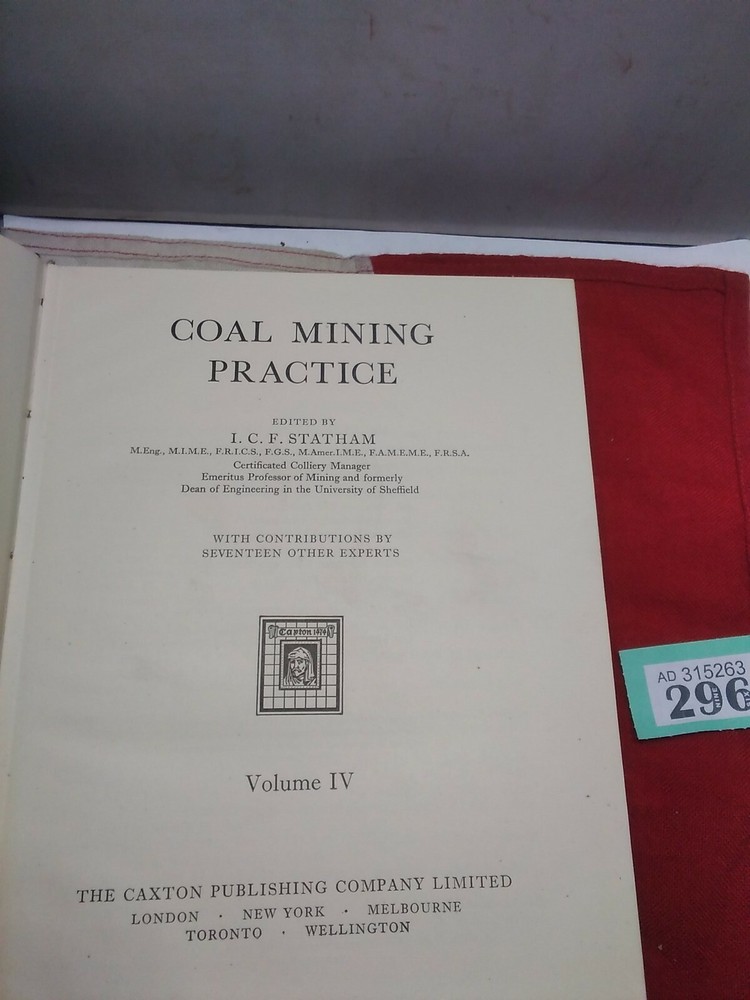 COAL MINING
PRACTICE
EDITED BY
I. C. F. STATHAM
M.Eng., M.I.M.E., F.R.I.C.S., F.G.S., M.Amer.I.M.E., F.A.M.E.M.E., F.R.S.A.
Certificated Colliery Manager
Emeritus Professor of Mining and formerly
Dean of Engineering in the University of Sheffield
WITH CONTRIBUTIONS BY
SEVENTEEN OTHER EXPERTS
Caxton 1474
Volume IV
THE CAXTON PUBLISHING COMPANY LIMITED
LONDON · NEW YORK · MELBOURNE
TORONTO · WELLINGTON
AD 315263
296